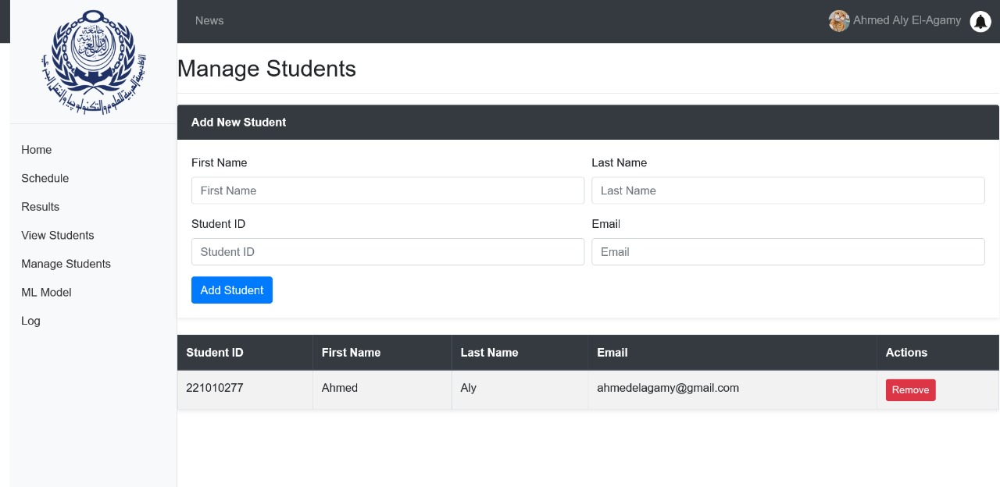 جامعة الدول العربية
الأكاديمية العربية للعلوم والتكنولوجيا والنقل البحري
News
Ahmed Aly El-Agamy
Manage Students
Home
Schedule
Results
View Students
Manage Students
ML Model
Log
Add New Student
First Name
Last Name
First Name
Last Name
Student ID
Email
Student ID
Email
Add Student
Student ID First Name Last Name Email Actions
221010277 Ahmed Aly ahmedelagamy@gmail.com Remove